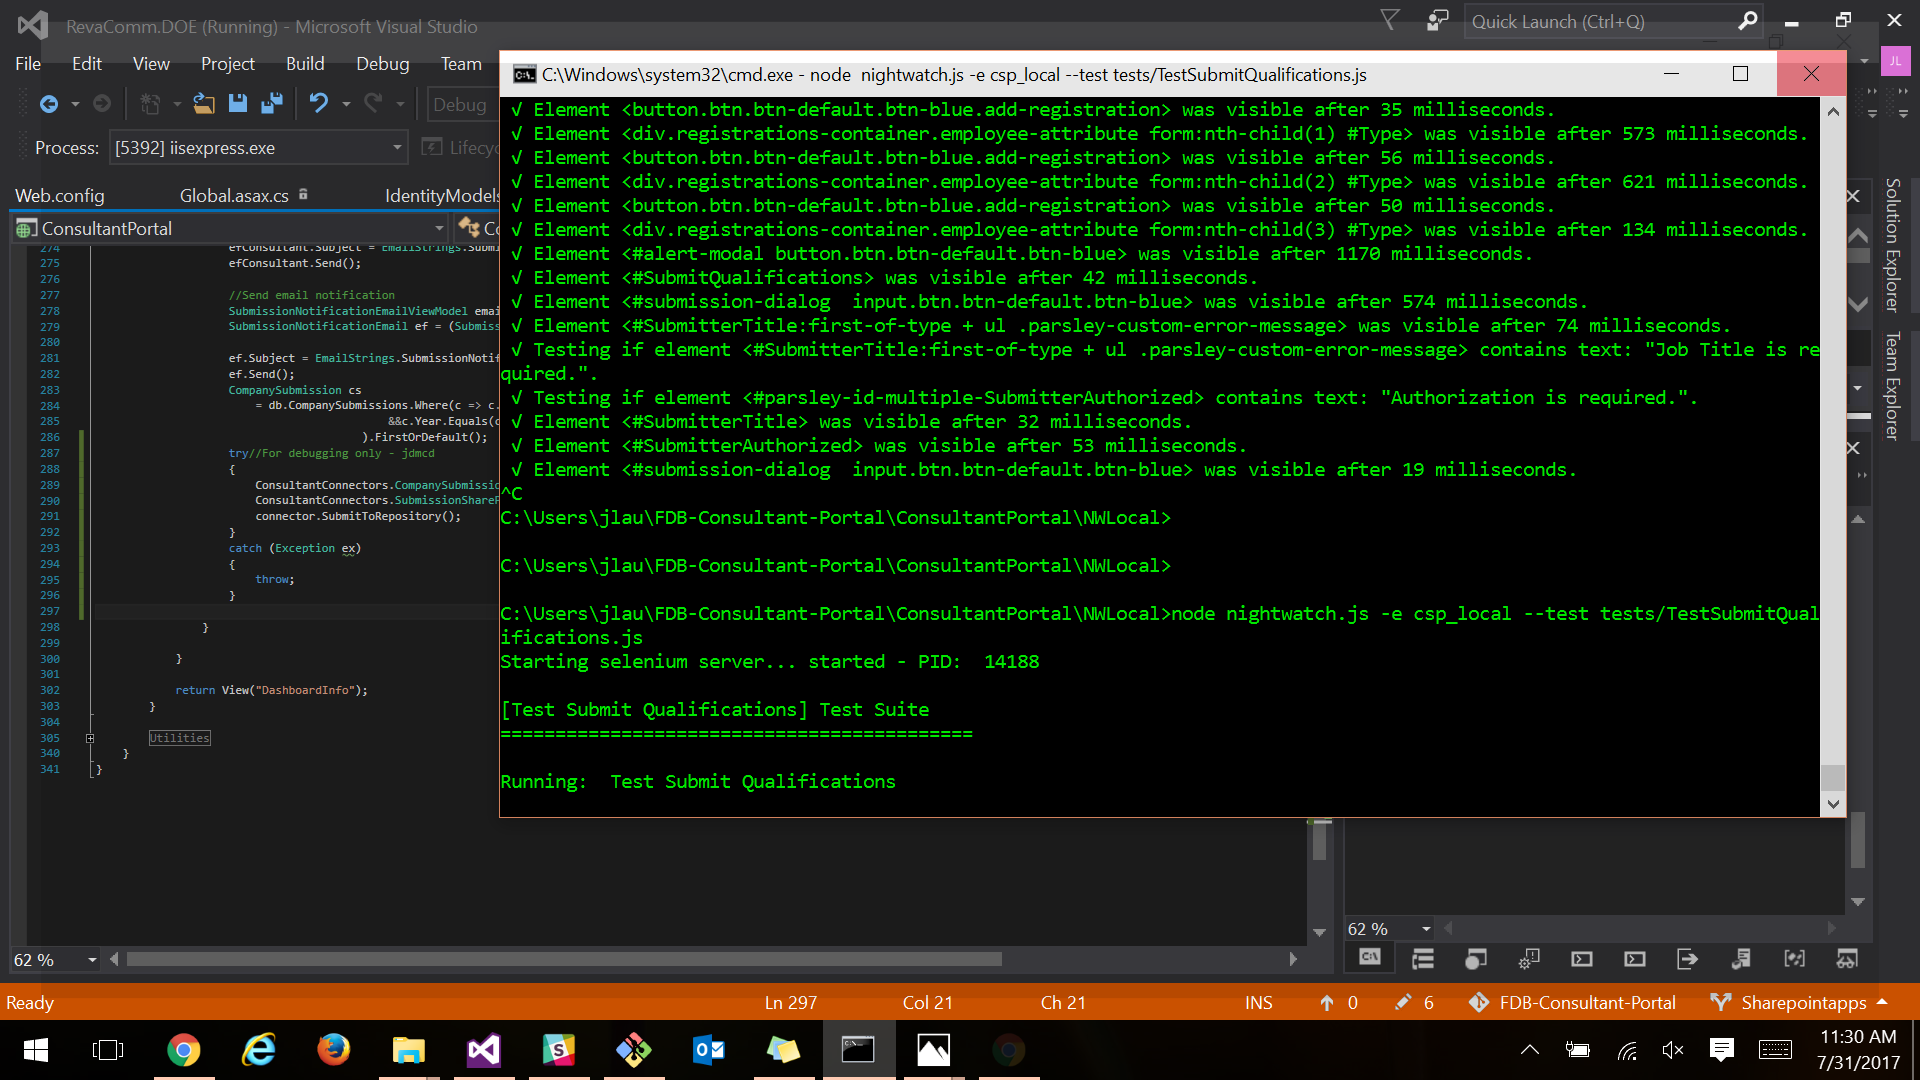 RevaComm.DOE (Running) - Microsoft Visual Studio
Quick Launch (Ctrl+Q)
File Edit View Project Build Debug Team
JL
Debug
Process: [5392] iisexpress.exe
Web.config Global.asax.cs IdentityModels
ConsultantPortal
274 efConsultant.Subject = EmailStrings.Submi
275 efConsultant.Send();
276
277 //Send email notification
278 SubmissionNotificationEmailViewModel emai
279 SubmissionNotificationEmail ef = (Submiss
280
281 ef.Subject = EmailStrings.SubmissionNotif
282 ef.Send();
283 CompanySubmission cs
284 = db.CompanySubmissions.Where(c => c.
285 &&c.Year.Equals(c
286 ).FirstOrDefault();
287 try//For debugging only - jdmcd
288 {
289 ConsultantConnectors.CompanySubmissio
290 ConsultantConnectors.SubmissionShareP
291 connector.SubmitToRepository();
292 }
293 catch (Exception ex)
294 {
295 throw;
296 }
297
298 }
299
300 }
301
302 return View("DashboardInfo");
303 }
304
305 Utilities
340 }
341 }
C:\Windows\system32\cmd.exe - node  nightwatch.js -e csp_local --test tests/TestSubmitQualifications.js
√ Element <button.btn.btn-default.btn-blue.add-registration> was visible after 35 milliseconds.
√ Element <div.registrations-container.employee-attribute form:nth-child(1) #Type> was visible after 573 milliseconds.
√ Element <button.btn.btn-default.btn-blue.add-registration> was visible after 56 milliseconds.
√ Element <div.registrations-container.employee-attribute form:nth-child(2) #Type> was visible after 621 milliseconds.
√ Element <button.btn.btn-default.btn-blue.add-registration> was visible after 50 milliseconds.
√ Element <div.registrations-container.employee-attribute form:nth-child(3) #Type> was visible after 134 milliseconds.
√ Element <#alert-modal button.btn.btn-default.btn-blue> was visible after 1170 milliseconds.
√ Element <#SubmitQualifications> was visible after 42 milliseconds.
√ Element <#submission-dialog  input.btn.btn-default.btn-blue> was visible after 574 milliseconds.
√ Element <#SubmitterTitle:first-of-type + ul .parsley-custom-error-message> was visible after 74 milliseconds.
√ Testing if element <#SubmitterTitle:first-of-type + ul .parsley-custom-error-message> contains text: "Job Title is re
quired.".
√ Testing if element <#parsley-id-multiple-SubmitterAuthorized> contains text: "Authorization is required.".
√ Element <#SubmitterTitle> was visible after 32 milliseconds.
√ Element <#SubmitterAuthorized> was visible after 53 milliseconds.
√ Element <#submission-dialog  input.btn.btn-default.btn-blue> was visible after 19 milliseconds.
^C
C:\Users\jlau\FDB-Consultant-Portal\ConsultantPortal\NWLocal>
C:\Users\jlau\FDB-Consultant-Portal\ConsultantPortal\NWLocal>
C:\Users\jlau\FDB-Consultant-Portal\ConsultantPortal\NWLocal>node nightwatch.js -e csp_local --test tests/TestSubmitQual
ifications.js
Starting selenium server... started - PID:  14188
[Test Submit Qualifications] Test Suite
===========================================
Running:  Test Submit Qualifications
Solution Explorer
Team Explorer
62 %
62 %
Ready Ln 297 Col 21 Ch 21 INS 0 6 FDB-Consultant-Portal Sharepointapps
11:30 AM
7/31/2017